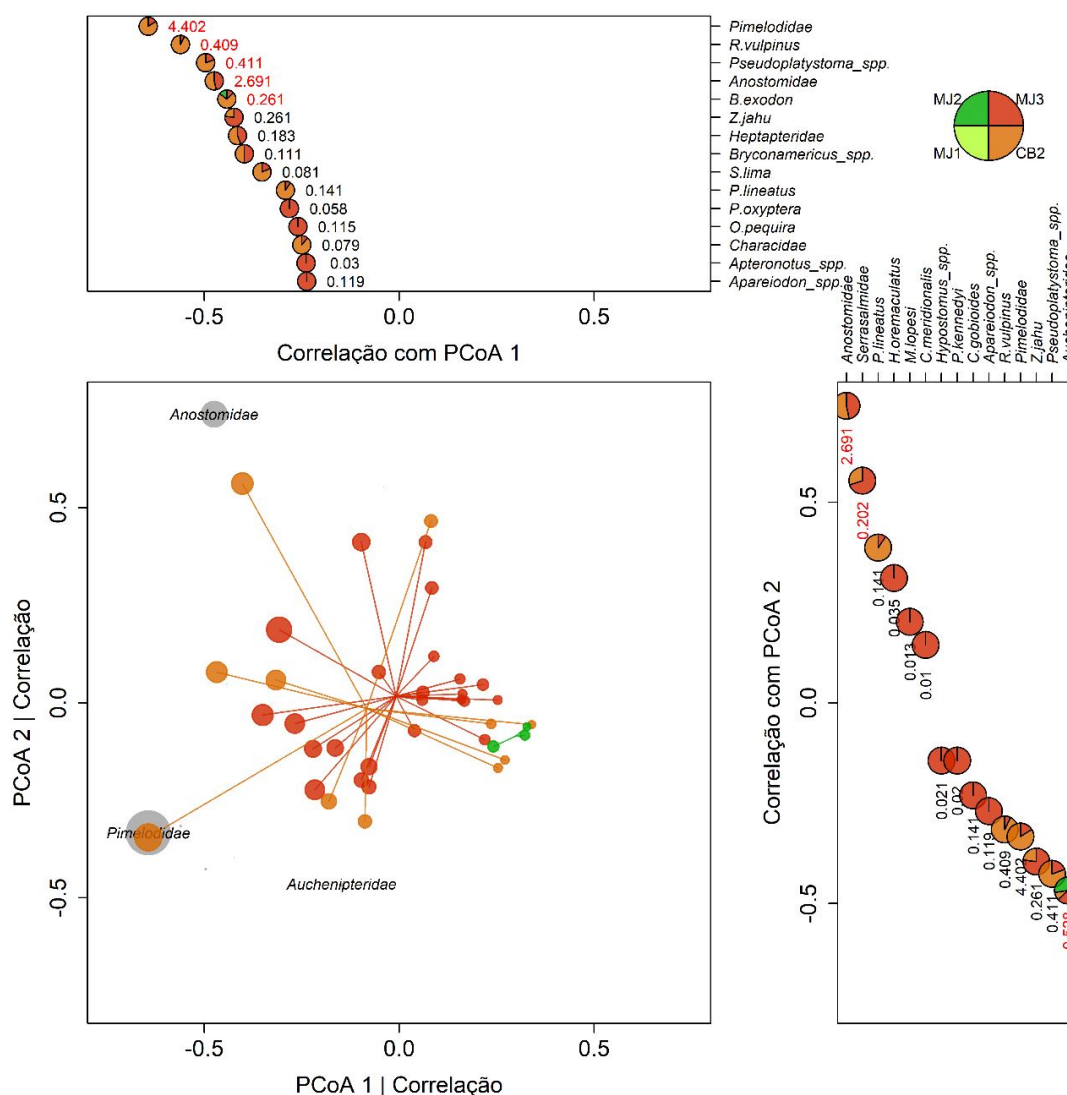 4.402
0.409
0.411
2.691
0.261
0.261
0.183
0.111
0.081
0.141
0.058
0.115
0.079
0.03
0.119
Pimelodidae
R.vulpinus
Pseudoplatystoma_spp.
Anostomidae
B.exodon
Z.jahu
Heptapteridae
Bryconamericus_spp.
S.lima
P.lineatus
P.oxyptera
O.pequira
Characidae
Apteronotus_spp.
Apareiodon_spp.
-0.5 0.0 0.5
Correlação com PCoA 1
MJ2 MJ3
MJ1 CB2
Anostomidae
Pimelodidae
Auchenipteridae
0.5
0.0
-0.5
PCoA 2 | Correlação
-0.5 0.0 0.5
PCoA 1 | Correlação
Anostomidae
Serrasalmidae
P.lineatus
H.oremaculatus
M.lopesi
C.meridionalis
Hypostomus_spp.
P.kennedyi
C.gobioides
Apareiodon_spp.
R.vulpinus
Pimelodidae
Z.jahu
Pseudoplatystoma_spp.
2.691
0.202
0.141
0.035
0.013
0.01
0.021
0.02
0.141
0.119
0.409
4.402
0.261
0.411
0.5
0.0
-0.5
Correlação com PCoA 2